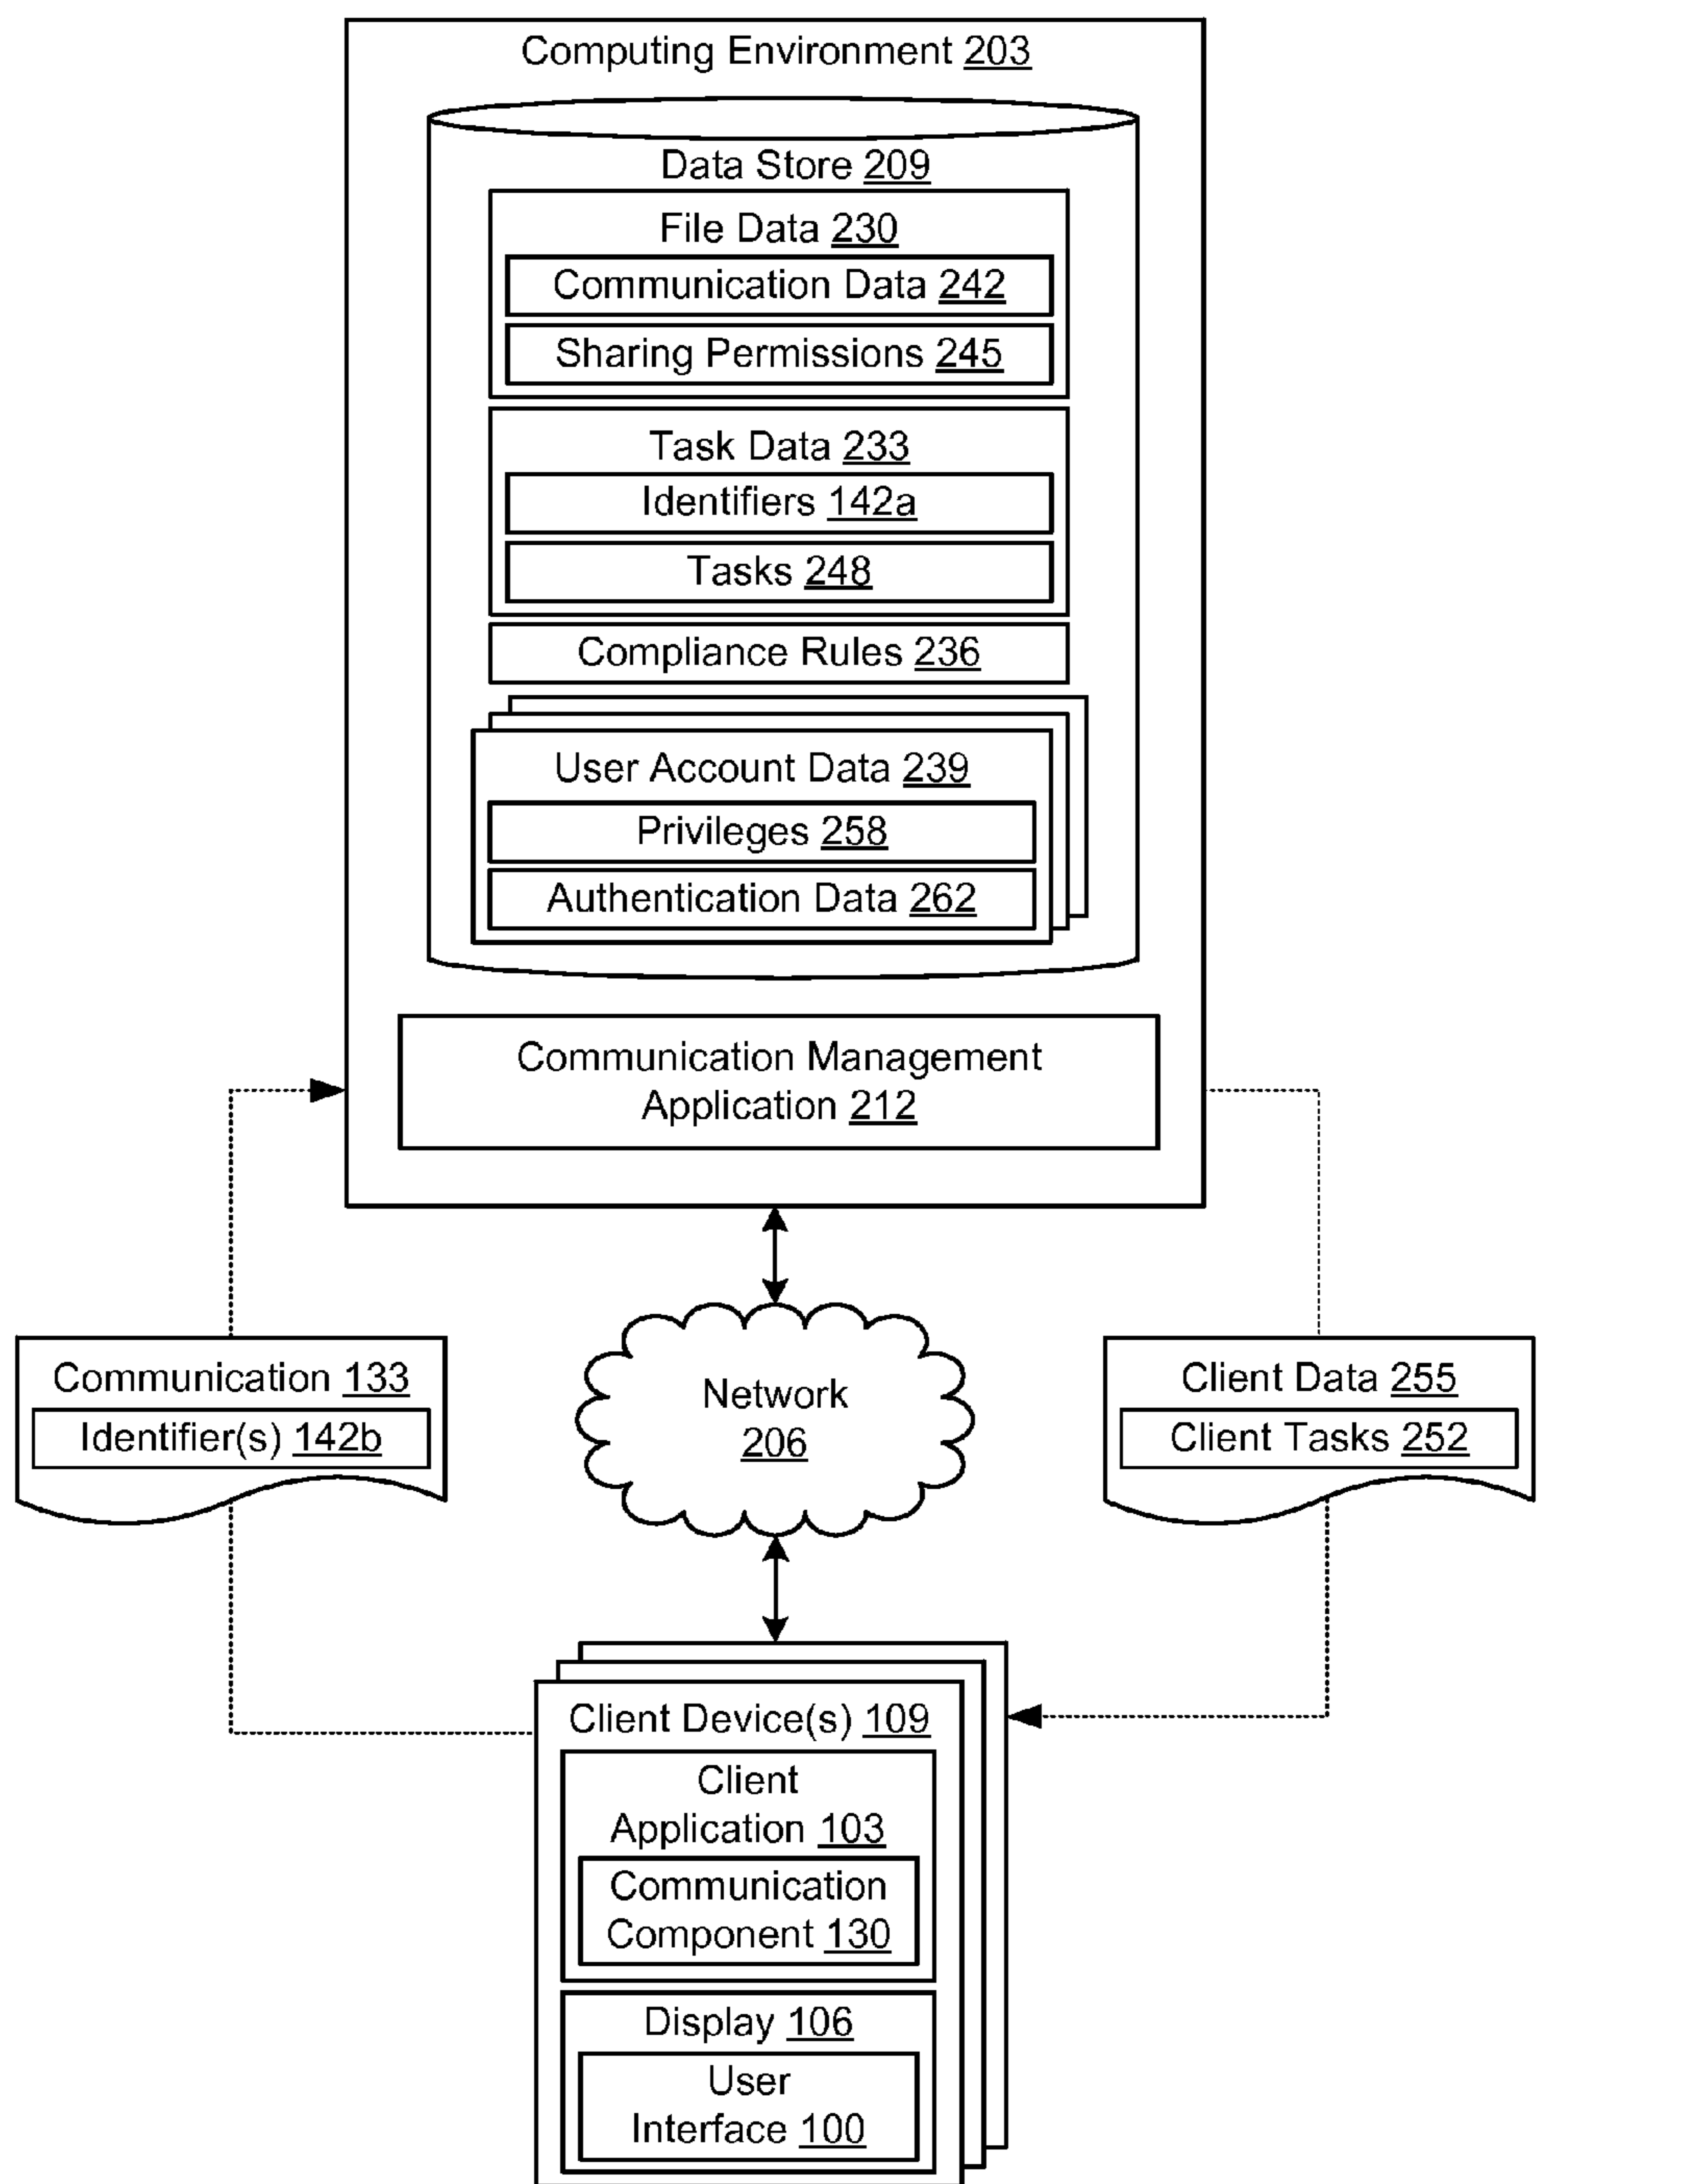 Computing Environment 203
Data Store 209
File Data 230
Communication Data 242
Sharing Permissions 245
Task Data 233
Identifiers 142a
Tasks 248
Compliance Rules 236
User Account Data 239
Privileges 258
Authentication Data 262
Communication Management
Application 212
Communication 133
Identifier(s) 142b
Network
206
Client Data 255
Client Tasks 252
Client Device(s) 109
Client
Application 103
Communication
Component 130
Display 106
User
Interface 100